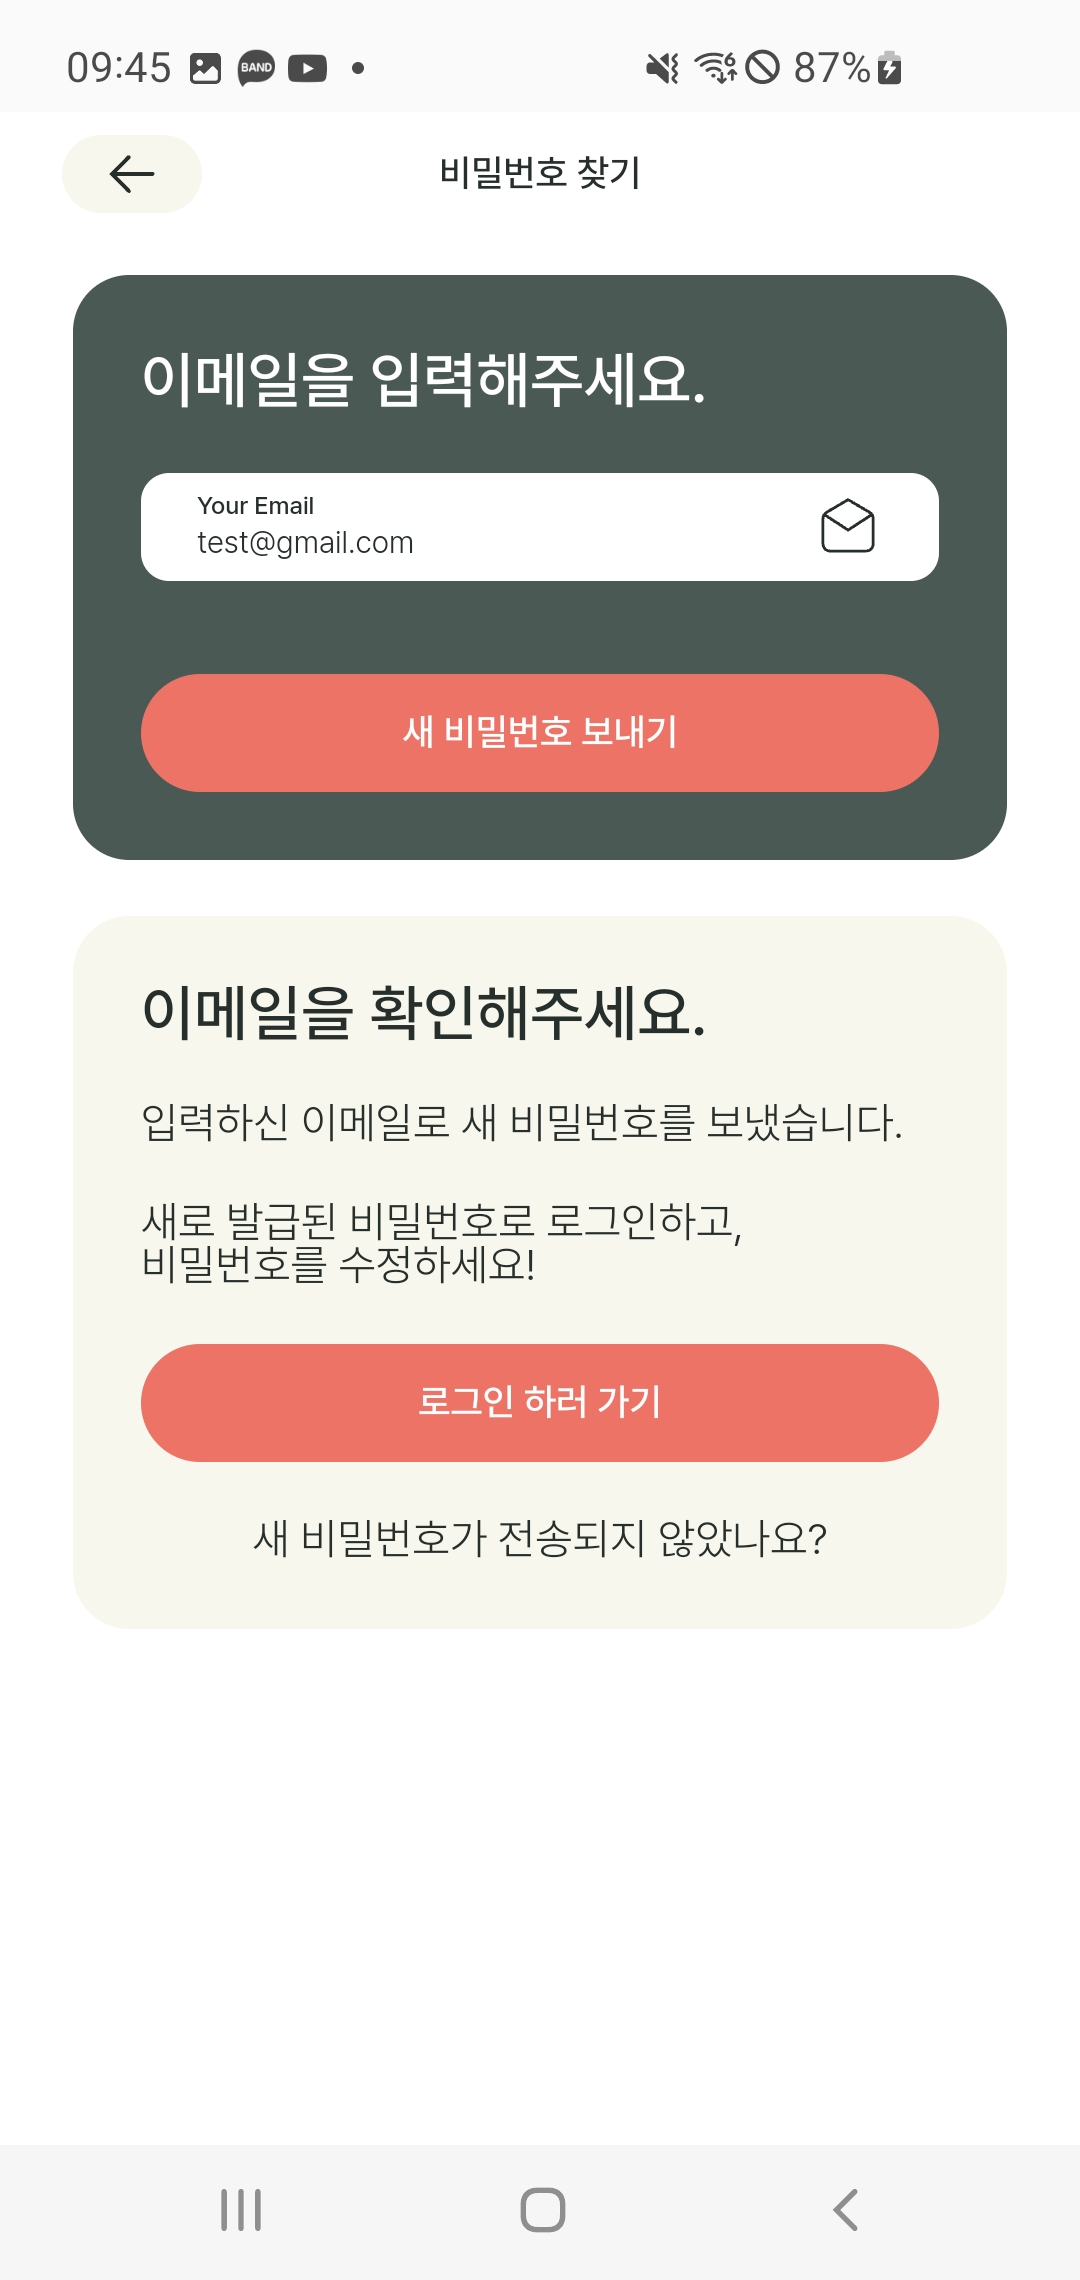 09:45 BAND 6 87%
비밀번호 찾기
이메일을 입력해주세요.
Your Email
test@gmail.com
새 비밀번호 보내기
이메일을 확인해주세요.
입력하신 이메일로 새 비밀번호를 보냈습니다.
새로 발급된 비밀번호로 로그인하고,
비밀번호를 수정하세요!
로그인 하러 가기
새 비밀번호가 전송되지 않았나요?